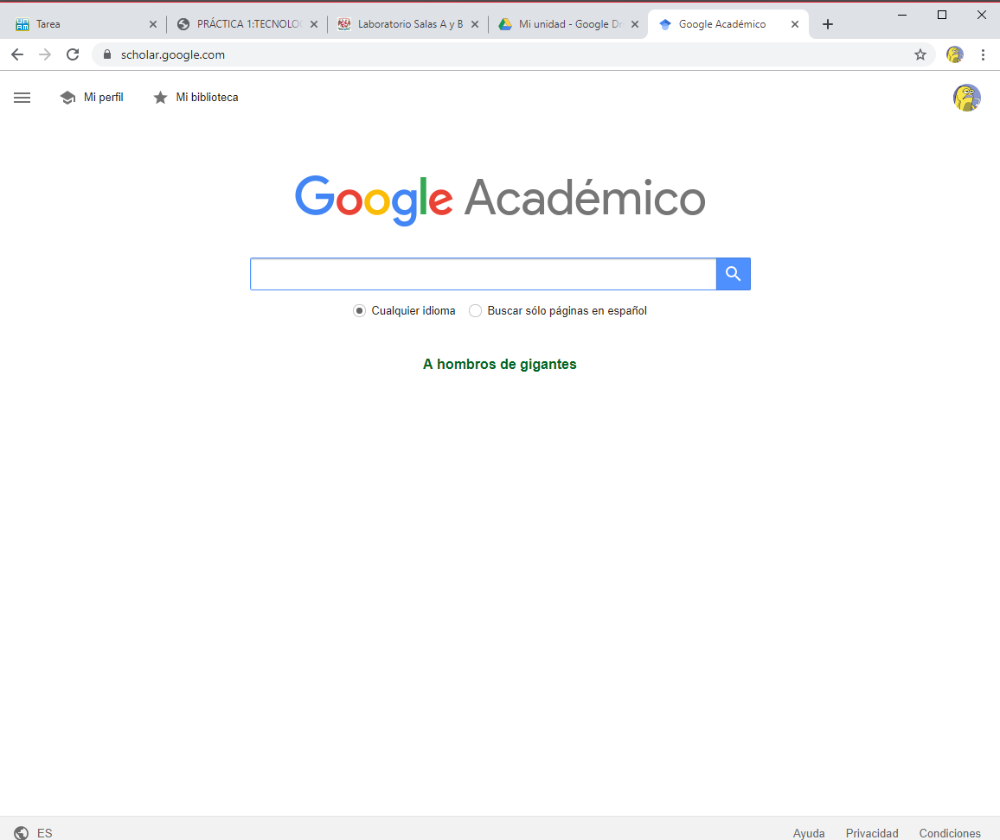 Tarea
PRÁCTICA 1:TECNOLOG
Laboratorio Salas A y B
Mi unidad - Google Dr
Google Académico
scholar.google.com
Mi perfil
Mi biblioteca
Google Académico
Cualquier idioma
Buscar sólo páginas en español
A hombros de gigantes
ES
Ayuda
Privacidad
Condiciones